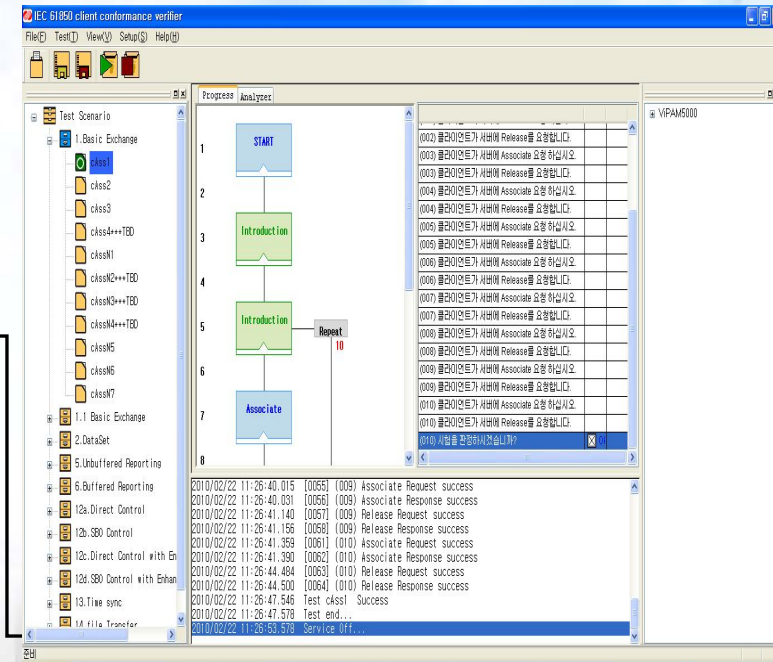 IEC 61850 client conformance verifier
File(F) Test(T) View(V) Setup(S) Help(H)
Test Scenario
1.Basic Exchange
cAss1
cAss2
cAss3
cAss4+++TBD
cAssN1
cAssN2+++TBD
cAssN3+++TBD
cAssN4+++TBD
cAssN5
cAssN6
cAssN7
1.1 Basic Exchange
2.DataSet
5.Unbuffered Reporting
6.Buffered Reporting
12a.Direct Control
12b.SBO Control
12c.Direct Control with En
12d.SBO Control with Enhan
13.Time sync
14.file Transfer
Progress Analyzer
1
START
2
3
Introduction
4
5
Introduction
Repeat
10
6
7
Associate
8
(002) 클라이언트가 서버에 Release를 요청합니다.
(003) 클라이언트가 서버에 Associate 요청 하십시오.
(003) 클라이언트가 서버에 Release를 요청합니다.
(004) 클라이언트가 서버에 Associate 요청 하십시오.
(004) 클라이언트가 서버에 Release를 요청합니다.
(005) 클라이언트가 서버에 Associate 요청 하십시오.
(005) 클라이언트가 서버에 Release를 요청합니다.
(006) 클라이언트가 서버에 Associate 요청 하십시오.
(006) 클라이언트가 서버에 Release를 요청합니다.
(007) 클라이언트가 서버에 Associate 요청 하십시오.
(007) 클라이언트가 서버에 Release를 요청합니다.
(008) 클라이언트가 서버에 Associate 요청 하십시오.
(008) 클라이언트가 서버에 Release를 요청합니다.
(009) 클라이언트가 서버에 Associate 요청 하십시오.
(009) 클라이언트가 서버에 Release를 요청합니다.
(010) 클라이언트가 서버에 Associate 요청 하십시오.
(010) 클라이언트가 서버에 Release를 요청합니다.
(010) 시험을 판정하시겠습니까?
ViPAM5000
2010/02/22 11:26:40.015 [0055] (009) Associate Request success
2010/02/22 11:26:40.031 [0056] (009) Associate Response success
2010/02/22 11:26:41.140 [0057] (009) Release Request success
2010/02/22 11:26:41.156 [0058] (009) Release Response success
2010/02/22 11:26:41.359 [0061] (010) Associate Request success
2010/02/22 11:26:41.390 [0062] (010) Associate Response success
2010/02/22 11:26:44.484 [0063] (010) Release Request success
2010/02/22 11:26:44.500 [0064] (010) Release Response success
2010/02/22 11:26:47.546 Test cAss1 Success
2010/02/22 11:26:47.578 Test end...
2010/02/22 11:26:53.578 Service Off...
준비